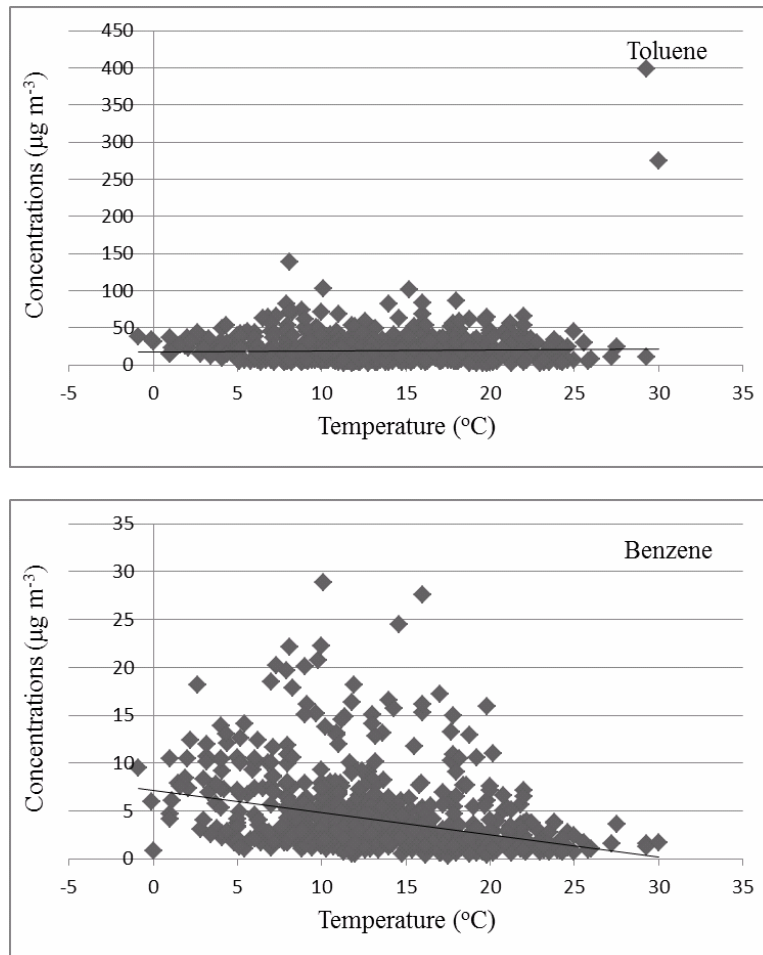 Toluene
Concentrations (µg m-3)
450
400
350
300
250
200
150
100
50
0
-5 0 5 10 15 20 25 30 35
Temperature (oC)
Benzene
Concentrations (µg m-3)
35
30
25
20
15
10
5
0
-5 0 5 10 15 20 25 30 35
Temperature (oC)